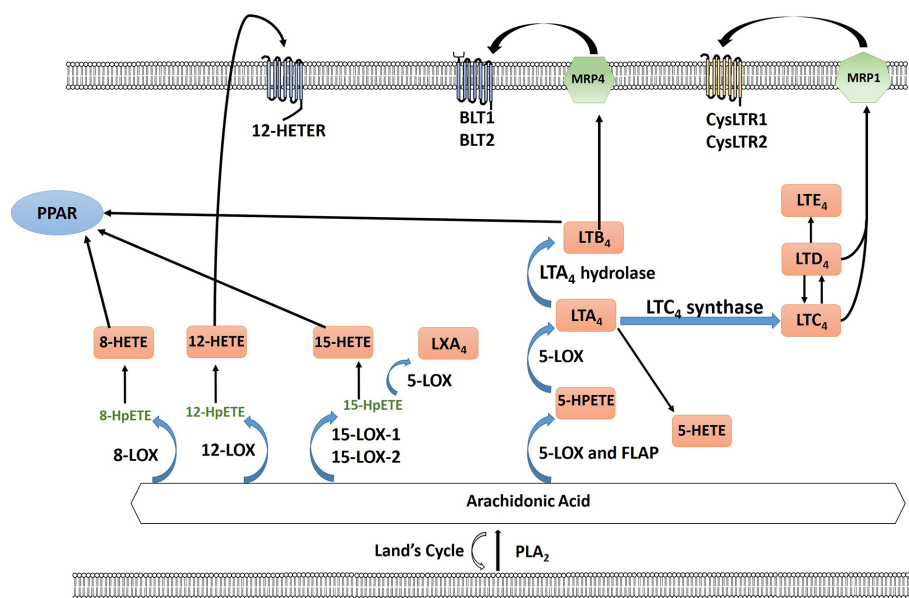 MRP4
MRP1
12-HETER
BLT1
BLT2
CysLTR1
CysLTR2
PPAR
LTE4
LTB4
LTD4
LTA4 hydrolase
LTA4
LTC4 synthase
LTC4
8-HETE
12-HETE
15-HETE
LXA4
5-LOX
5-LOX
8-HpETE
12-HpETE
15-HpETE
5-HPETE
5-HETE
8-LOX
12-LOX
15-LOX-1
15-LOX-2
5-LOX and FLAP
Arachidonic Acid
Land's Cycle
PLA2